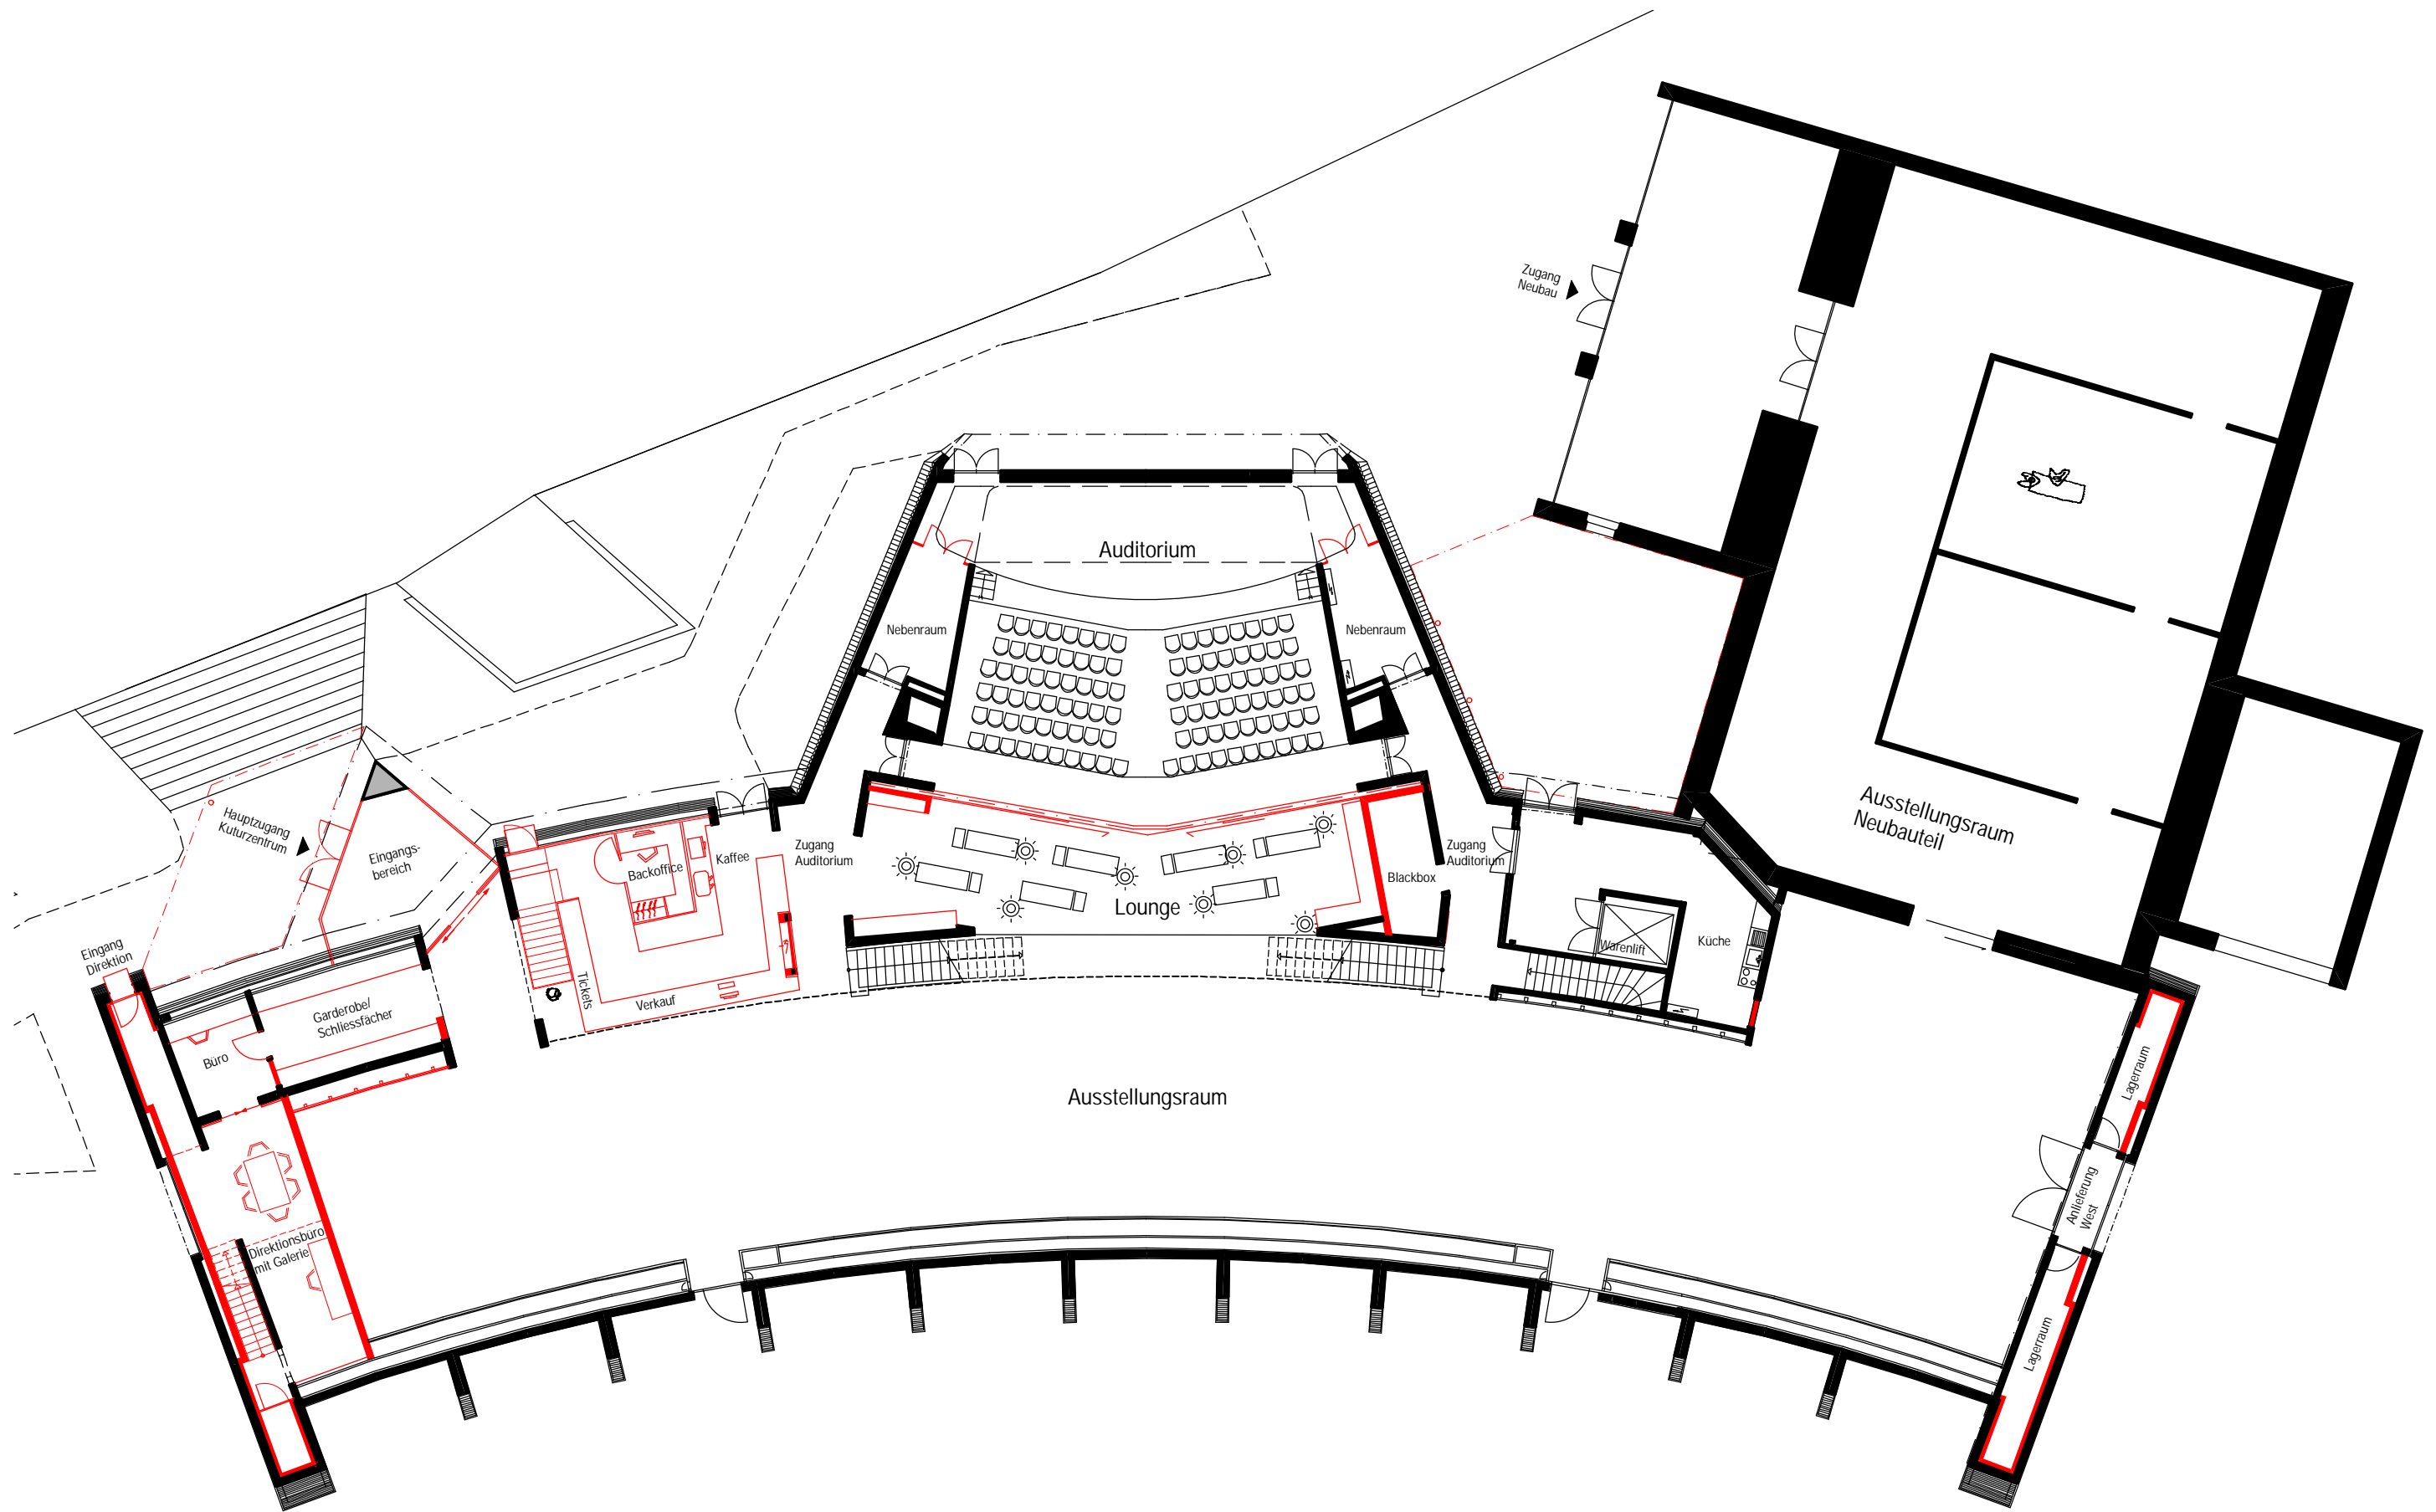 Zugang
Neubau
Auditorium
Nebenraum
Nebenraum
Ausstellungsraum
Neubauteil
Hauptzugang
Kuturzentrum
Eingangs-
bereich
Zugang
Auditorium
Kaffee
Backoffice
Zugang
Auditorium
Blackbox
Lounge
Warenlift
Küche
Eingang
Direktion
Garderobe/
Schliessfächer
Tickets
Verkauf
Büro
Ausstellungsraum
Lagerraum
Anlieferung
West
Direktionsbüro
mit Galerie
Lagerraum